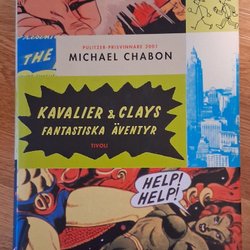 PULITZER-PRISVINNARE 2001
MICHAEL CHABON
THE
KAVALIER & CLAYS
FANTASTISKA ÄVENTYR
TIVOLI
HELP!
HELP!